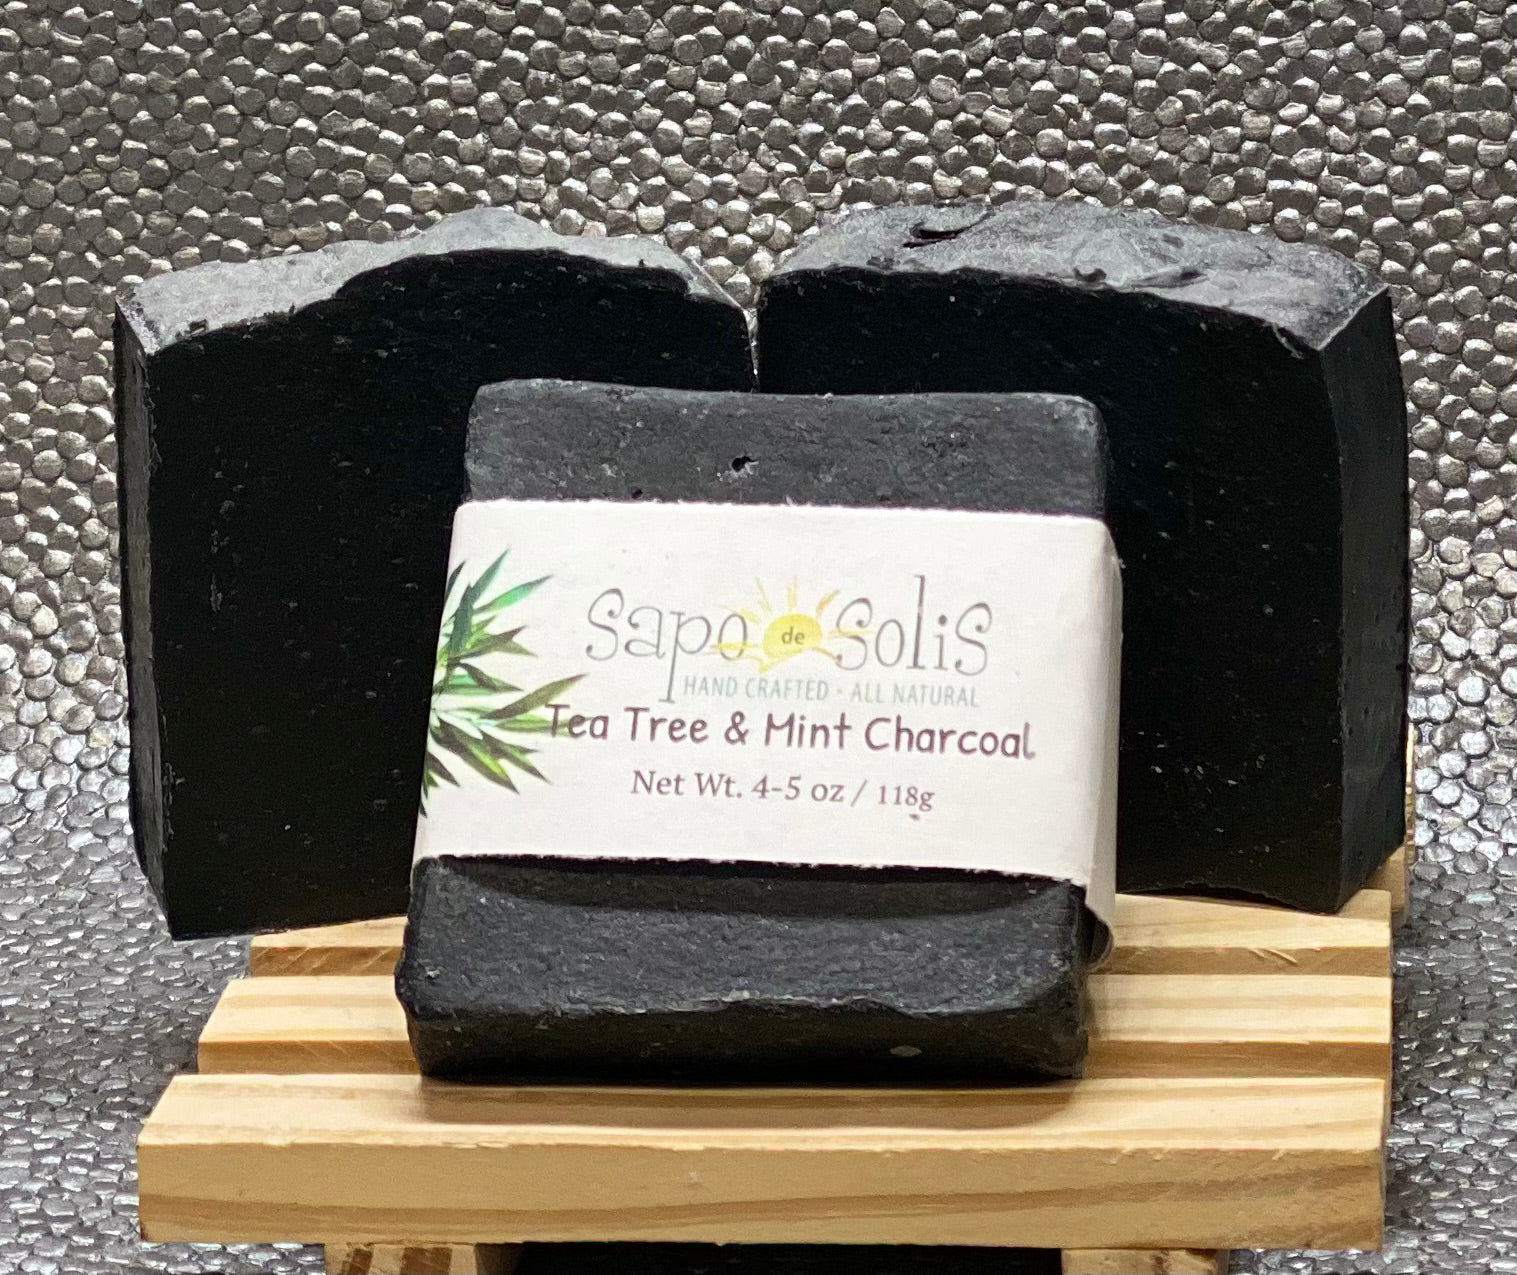 sapo de solis
HAND CRAFTED • ALL NATURAL
Tea Tree & Mint Charcoal
Net Wt. 4-5 oz / 118g